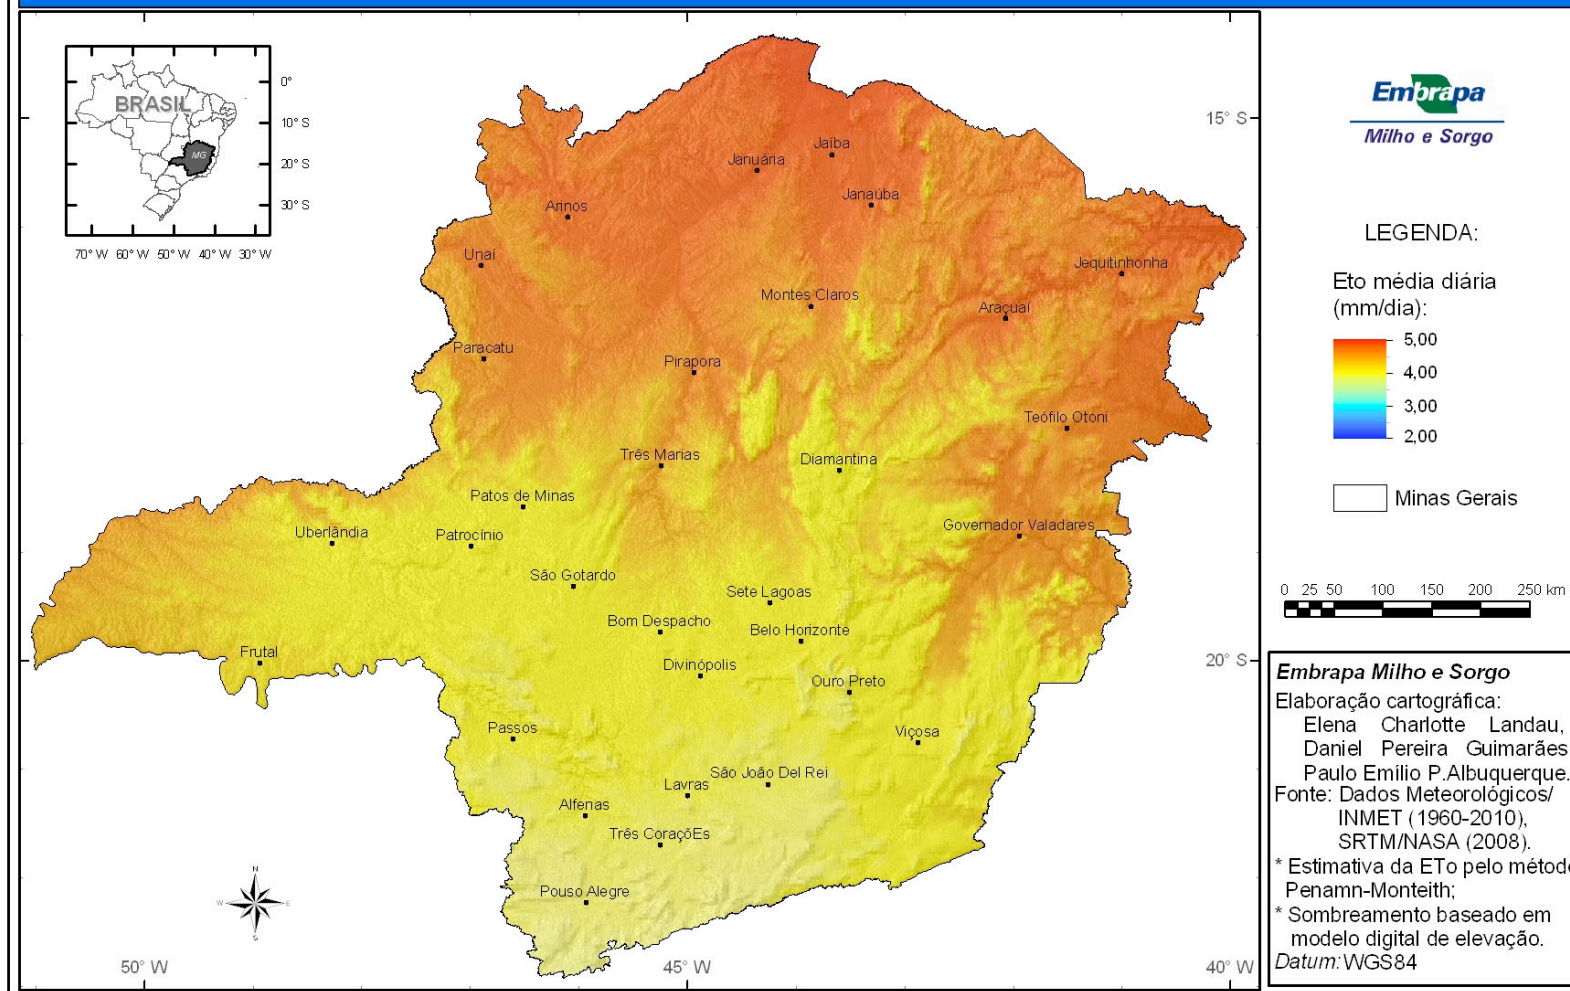 BRASIL
MG
0°
10° S
20° S
30° S
70° W 60° W 50° W 40° W 30° W
15° S
20° S
50° W
45° W
40° W
Jaíba
Januária
Janaúba
Arinos
Unaí
Jequitinhonha
Montes Claros
Araçuaí
Paracatu
Pirapora
Teófilo Otoni
Três Marias
Diamantina
Patos de Minas
Uberlândia
Patrocínio
Governador Valadares
São Gotardo
Sete Lagoas
Bom Despacho
Belo Horizonte
Frutal
Divinópolis
Ouro Preto
Passos
Viçosa
São João Del Rei
Lavras
Alfenas
Três CoraçõEs
Pouso Alegre
N
W
E
S
Embrapa
Milho e Sorgo
LEGENDA:
Eto média diária
(mm/dia):
5,00
4,00
3,00
2,00
Minas Gerais
0 25 50 100 150 200 250 km
Embrapa Milho e Sorgo
Elaboração cartográfica:
Elena Charlotte Landau,
Daniel Pereira Guimarães
Paulo Emílio P.Albuquerque.
Fonte: Dados Meteorológicos/
INMET (1960-2010),
SRTM/NASA (2008).
* Estimativa da ETo pelo método
Penamn-Monteith;
* Sombreamento baseado em
modelo digital de elevação.
Datum:WGS84